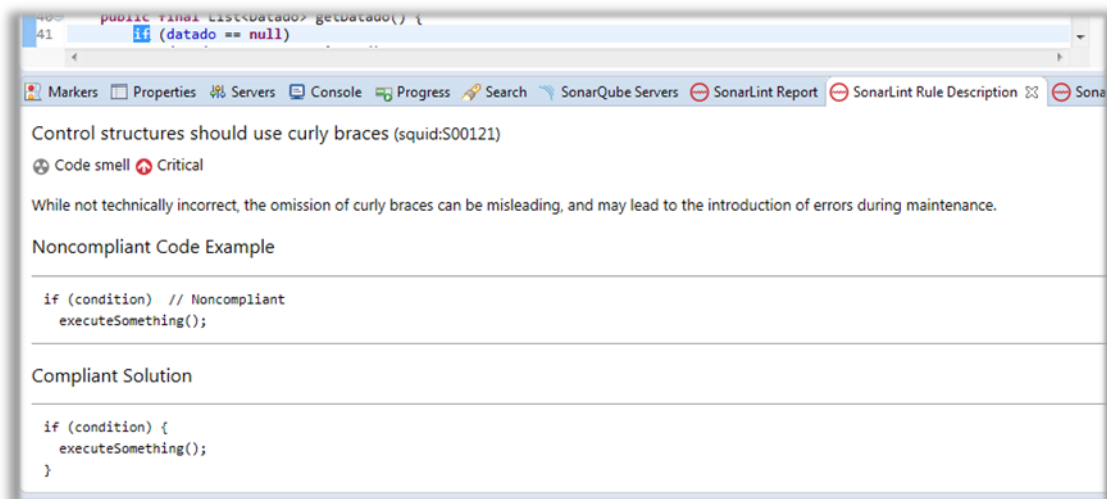 public final List<Datado> getDatado() {
41 if (datado == null)
Markers Properties Servers Console Progress Search SonarQube Servers SonarLint Report SonarLint Rule Description Sona
Control structures should use curly braces (squid:S00121)
Code smell Critical
While not technically incorrect, the omission of curly braces can be misleading, and may lead to the introduction of errors during maintenance.
Noncompliant Code Example
if (condition) // Noncompliant
executeSomething();
Compliant Solution
if (condition) {
executeSomething();
}